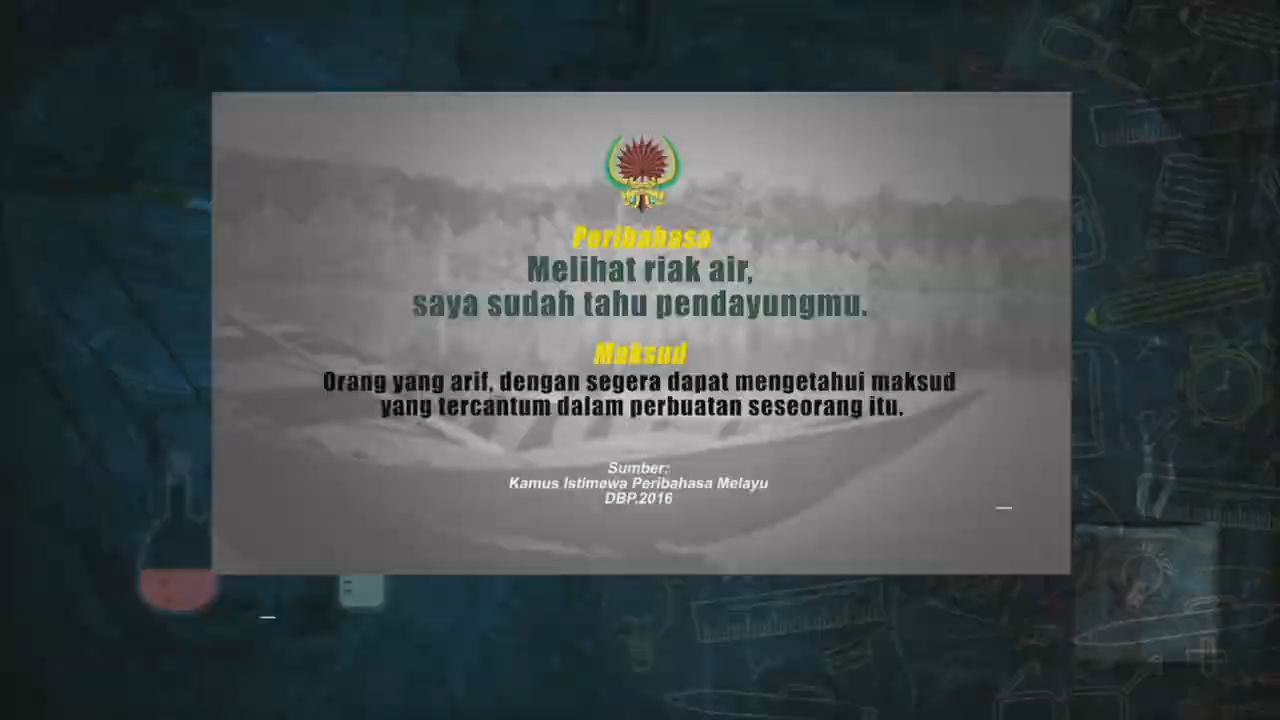 Peribahasa
Melihat riak air,
saya sudah tahu pendayungmu.
Maksud
Orang yang arif, dengan segera dapat mengetahui maksud
yang tercantum dalam perbuatan seseorang itu.
Sumber:
Kamus Istimewa Peribahasa Melayu
DBP.2016